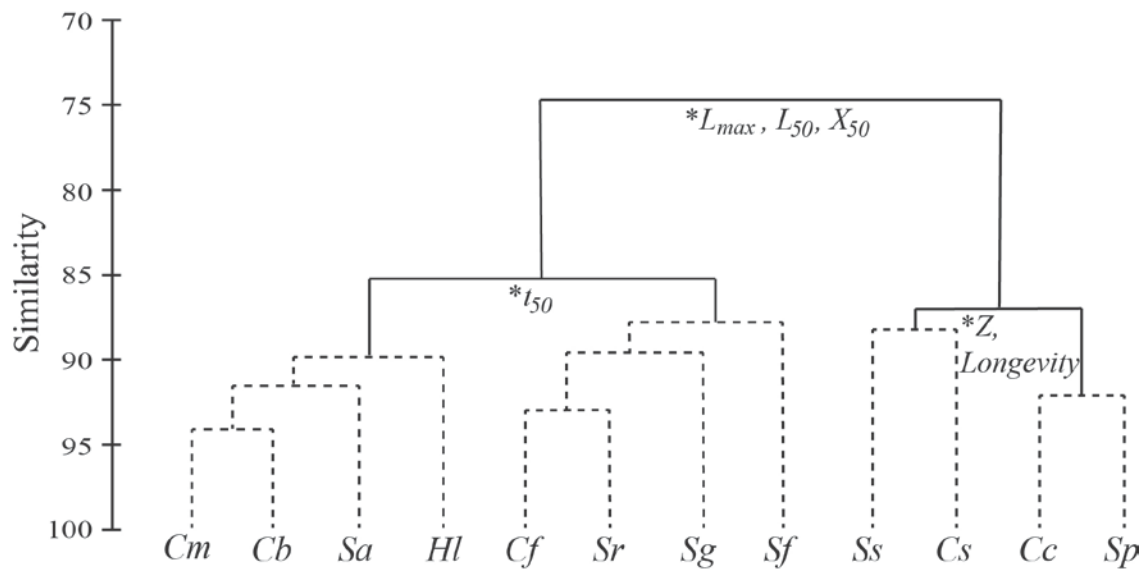 70
75
*Lmax, L50, X50
80
Similarity
85
*t50
*Z,
Longevity
90
95
100
Cm Cb Sa Hl Cf Sr Sg Sf Ss Cs Cc Sp